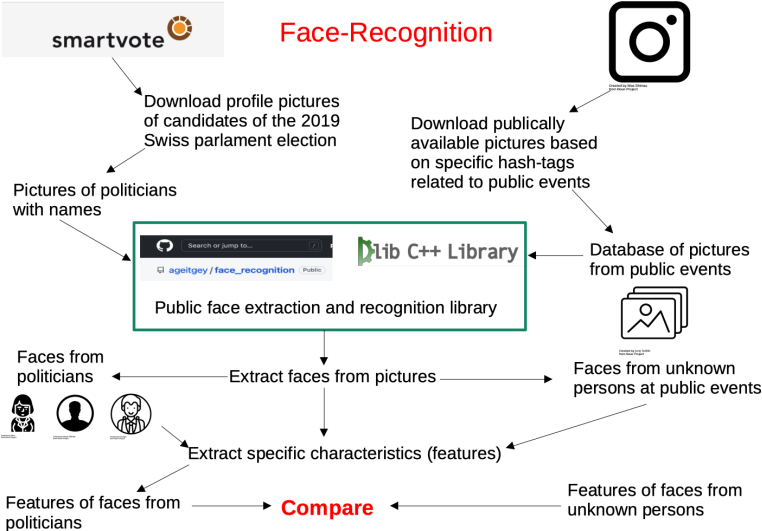 smartvote
Face-Recognition
Download profile pictures
of candidates of the 2019
Swiss parlament election
Download publically
available pictures based
on specific hash-tags
related to public events
Pictures of politicians
with names
Search or jump to...
/
ageitgey / face_recognition Public
Dlib C++ Library
Public face extraction and recognition library
Database of pictures
from public events
Faces from
politicians
Extract faces from pictures
Faces from unknown
persons at public events
Extract specific characteristics (features)
Features of faces from
politicians
Compare
Features of faces from
unknown persons